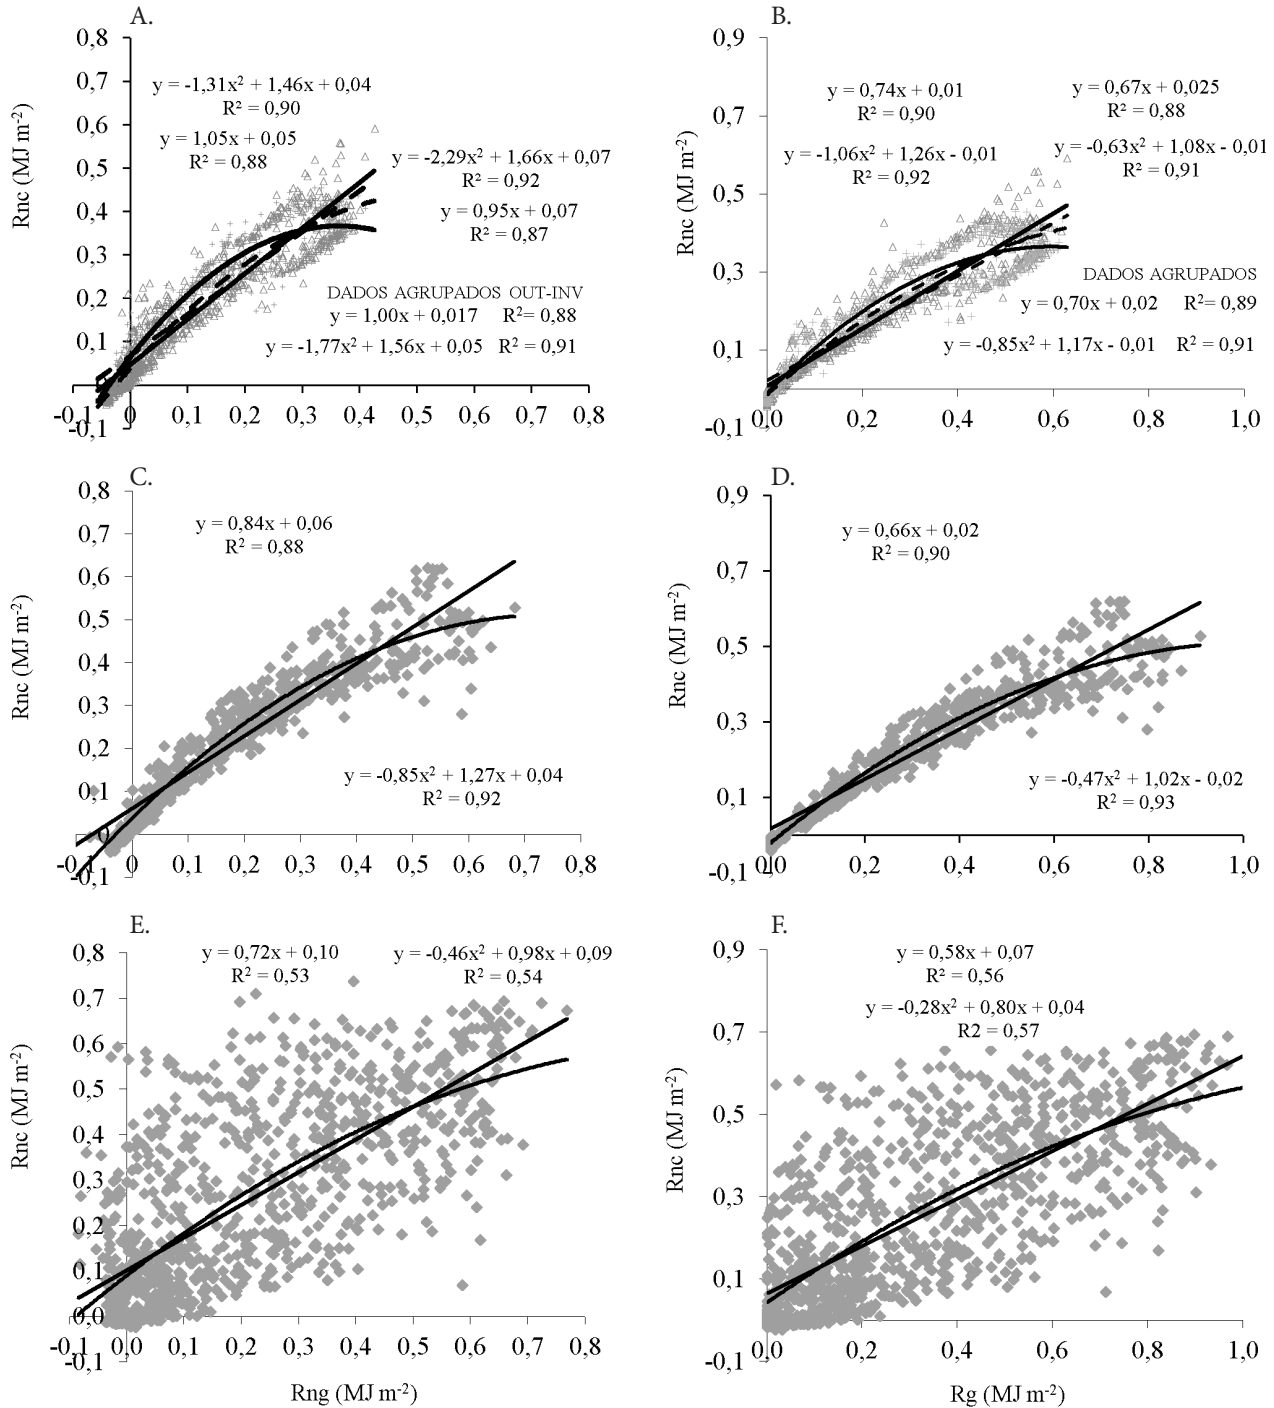 A.
Rnc (MJ m-2)
0,8
0,7
0,6
0,5
0,4
0,3
0,2
0,1
-0,1
y = -1,31x2 + 1,46x + 0,04
R2 = 0,90
y = 1,05x + 0,05
R2 = 0,88
y = -2,29x2 + 1,66x + 0,07
R2 = 0,92
y = 0,95x + 0,07
R2 = 0,87
DADOS AGRUPADOS OUT-INV
y = 1,00x + 0,017 R2= 0,88
y = -1,77x2 + 1,56x + 0,05 R2 = 0,91
-0,1 0 0,1 0,2 0,3 0,4 0,5 0,6 0,7 0,8
B.
Rnc (MJ m-2)
0,9
0,7
0,5
0,3
0,1
-0,1
y = 0,74x + 0,01
R2 = 0,90
y = 0,67x + 0,025
R2 = 0,88
y = -1,06x2 + 1,26x - 0,01
R2 = 0,92
y = -0,63x2 + 1,08x - 0,01
R2 = 0,91
DADOS AGRUPADOS
y = 0,70x + 0,02 R2= 0,89
y = -0,85x2 + 1,17x - 0,01 R2 = 0,91
0,0 0,2 0,4 0,6 0,8 1,0
C.
Rnc (MJ m-2)
0,8
0,7
0,6
0,5
0,4
0,3
0,2
0,1
0
-0,1
y = 0,84x + 0,06
R2 = 0,88
y = -0,85x2 + 1,27x + 0,04
R2 = 0,92
-0,1 0 0,1 0,2 0,3 0,4 0,5 0,6 0,7 0,8
D.
Rnc (MJ m-2)
0,9
0,7
0,5
0,3
0,1
-0,1
y = 0,66x + 0,02
R2 = 0,90
y = -0,47x2 + 1,02x - 0,02
R2 = 0,93
0,0 0,2 0,4 0,6 0,8 1,0
E.
Rnc (MJ m-2)
0,8
0,7
0,6
0,5
0,4
0,3
0,2
0,1
0,0
-0,1
y = 0,72x + 0,10
R2 = 0,53
y = -0,46x2 + 0,98x + 0,09
R2 = 0,54
-0,1 0,0 0,1 0,2 0,3 0,4 0,5 0,6 0,7 0,8
Rng (MJ m-2)
F.
Rnc (MJ m-2)
0,9
0,7
0,5
0,3
0,1
-0,1
y = 0,58x + 0,07
R2 = 0,56
y = -0,28x2 + 0,80x + 0,04
R2 = 0,57
0,0 0,2 0,4 0,6 0,8 1,0
Rg (MJ m-2)